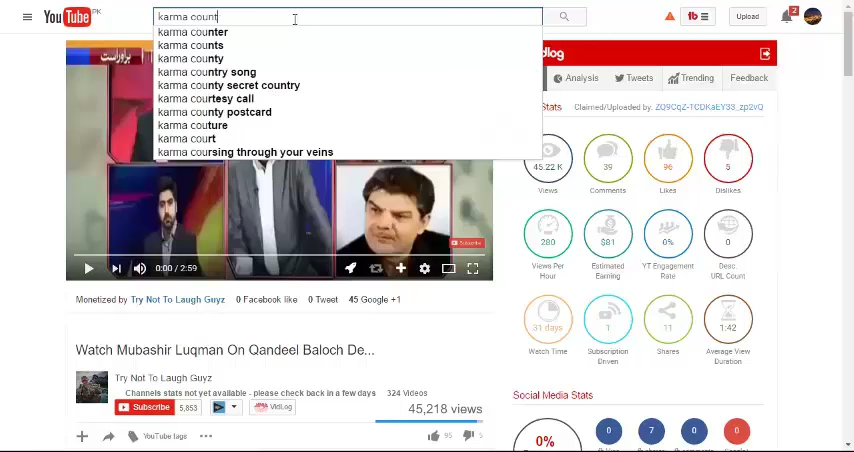 YouTube PK
karma count
1b
Upload
2
karma counter
karma counts
karma county
karma country song
karma county secret country
karma courtesy call
karma county postcard
karma couture
karma court
karma coursing through your veins
براہ راست
Subscribe
0:00 / 2:59
Monetized by Try Not To Laugh Guyz 0 Facebook like 0 Tweet 45 Google +1
Watch Mubashir Luqman On Qandeel Baloch De...
Try Not To Laugh Guyz
Channels stats not yet available - please check back in a few days 324 Videos
Subscribe 5,853 VidLog
45,218 views
YouTube tags
95 5
Vidlog
Analysis Tweets Trending Feedback
Stats Claimed/Uploaded by. ZQ9CqZ-TCDKaEY33_zp2vQ
45.22 K 39 96 5
Views Comments Likes Dislikes
280 $81 0% 0
Views Per Hour
Estimated Earning
YT Engagement Rate
Desc. URL Count
31 days 1 11 1:42
Watch Time
Subscription Driven
Shares
Average View Duration
Social Media Stats
0% 0 7 0 0